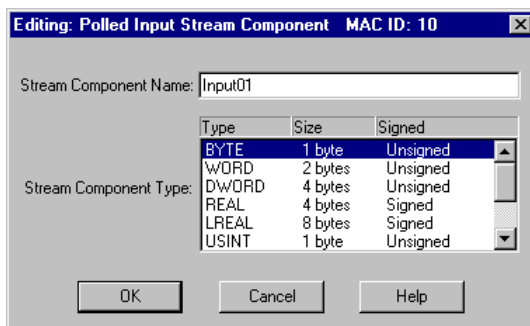 Editing: Polled Input Stream Component MAC ID: 10
Stream Component Name: Input01
Type Size Signed
BYTE 1 byte Unsigned
WORD 2 bytes Unsigned
Stream Component Type: DWORD 4 bytes Unsigned
REAL 4 bytes Signed
LREAL 8 bytes Signed
USINT 1 byte Unsigned
OK Cancel Help